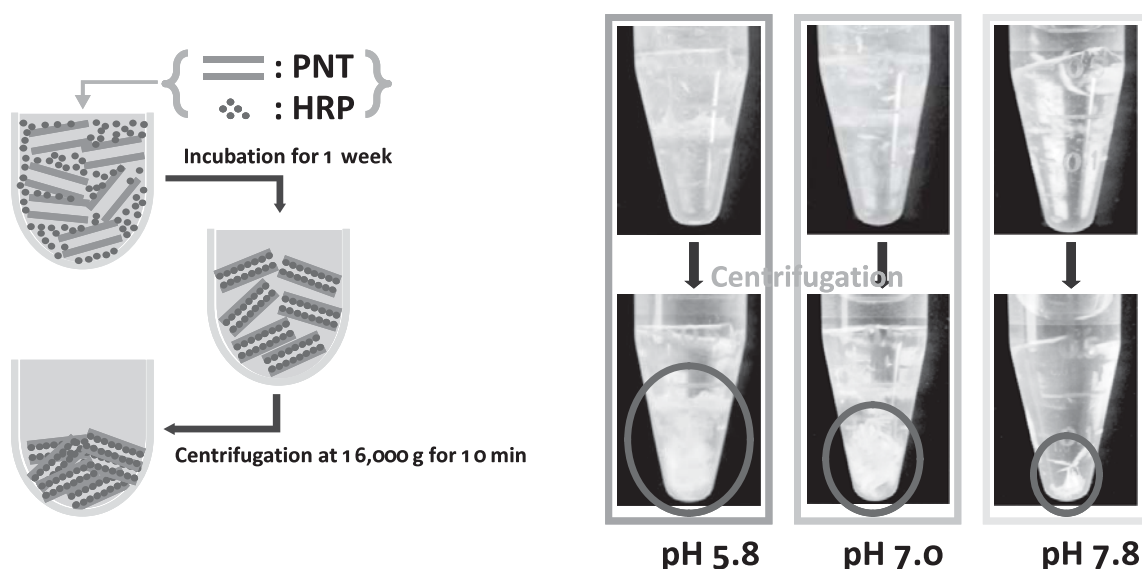 : PNT
: HRP
Incubation for 1 week
Centrifugation at 16,000 g for 10 min
Centrifugation
pH 5.8
pH 7.0
pH 7.8